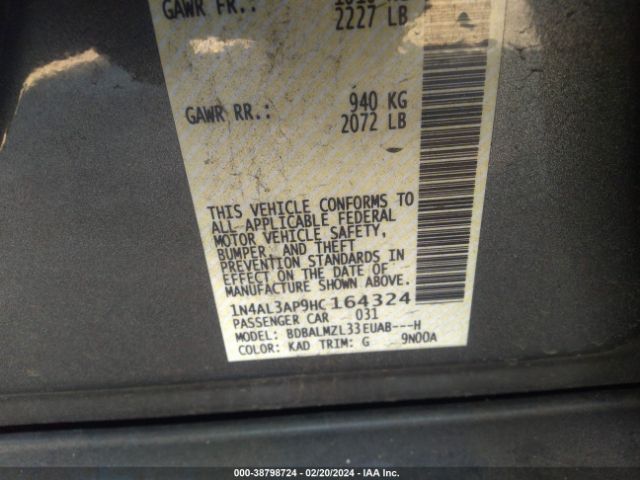 GAWR FR.:
2227 LB
GAWR RR.: 940 KG
2072 LB
THIS VEHICLE CONFORMS TO
ALL APPLICABLE FEDERAL
MOTOR VEHICLE SAFETY,
BUMPER, AND THEFT
PREVENTION STANDARDS IN
EFFECT ON THE DATE OF
MANUFACTURE SHOWN ABOVE.
1N4AL3AP9HC 164324
PASSENGER CAR 031
MODEL: BDBALMZL33EUAB---H
COLOR: KAD TRIM: G 9N00A
000-38798724 - 02/20/2024 - IAA Inc.